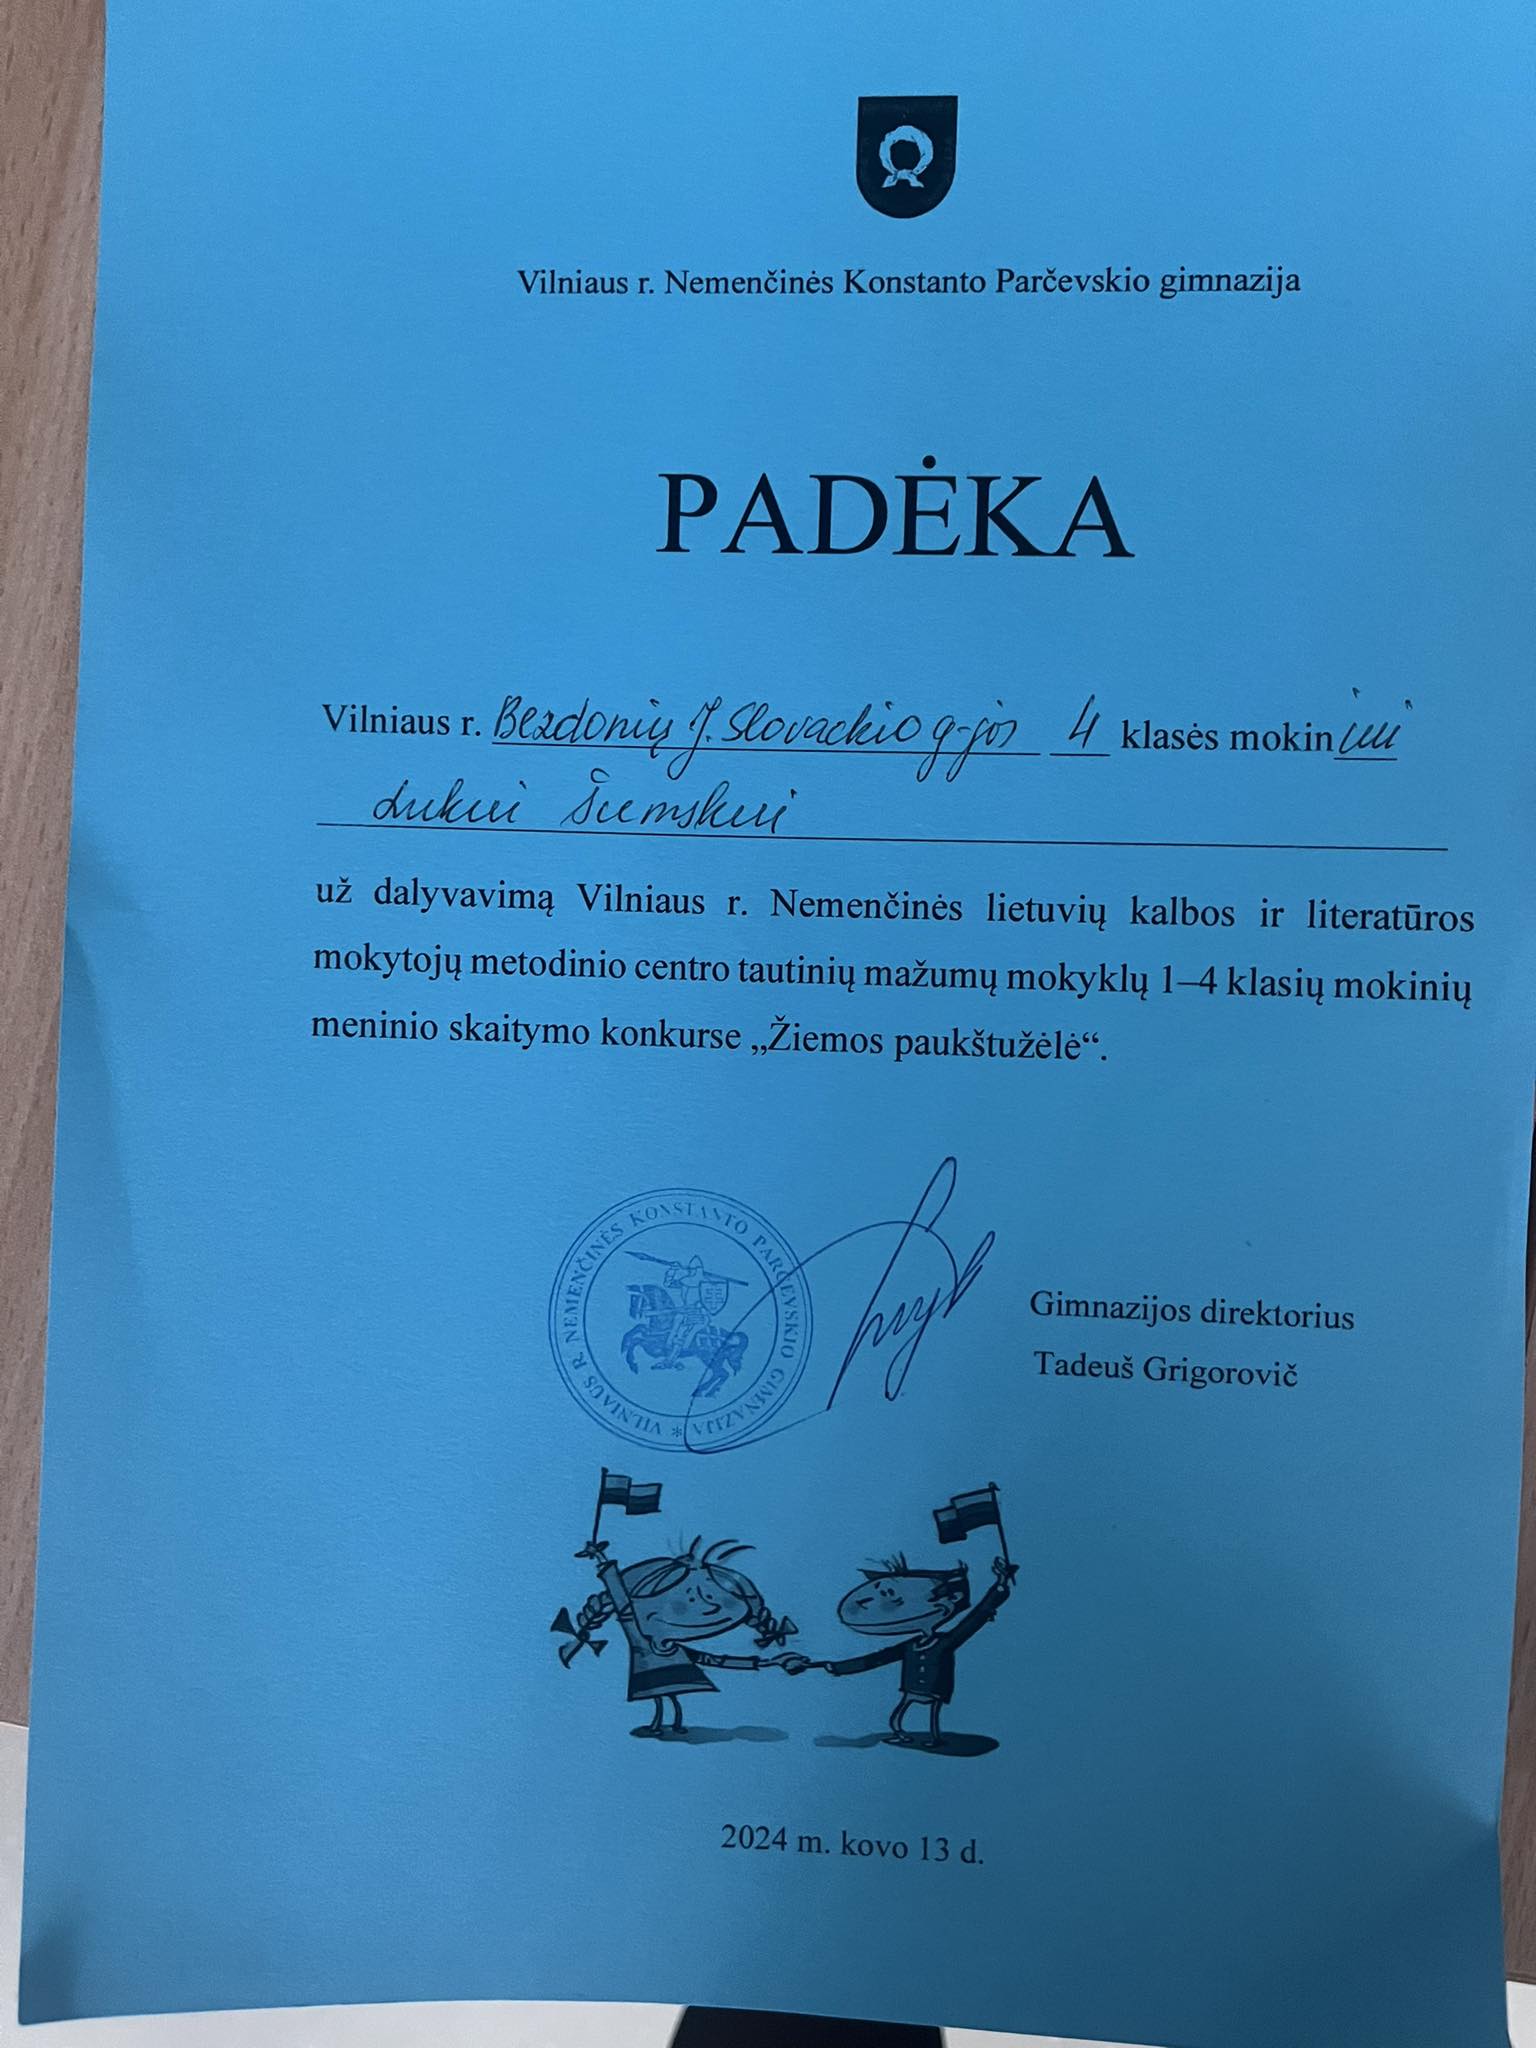 Vilniaus r. Nemenčinės Konstanto Parčevskio gimnazija
PADĖKA
Vilniaus r. Bezdonių J. Slovackio g-jos 4 klasės mokiniui
Lukui
už dalyvavimą Vilniaus r. Nemenčinės lietuvių kalbos ir literatūros
mokytojų metodinio centro tautinių mažumų mokyklų 1–4 klasių mokinių
meninio skaitymo konkurse „Žiemos paukštužėlė“.
VILNIAUS R. NEMENČINĖS KONSTANTO PARČEVSKIO GIMNAZIJA *
Gimnazijos direktorius
Tadeuš Grigorovič
2024 m. kovo 13 d.